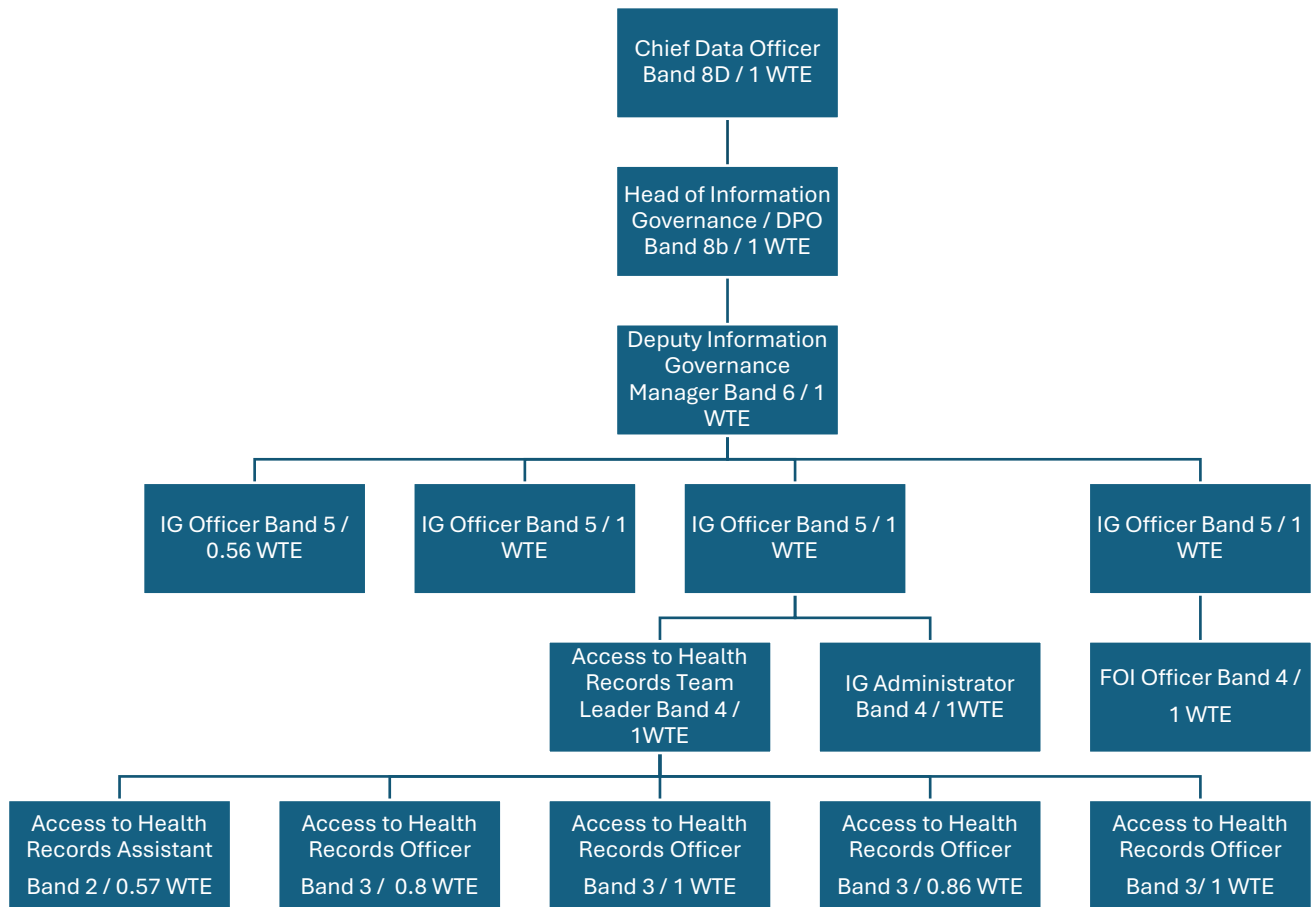 Chief Data Officer
Band 8D / 1 WTE
Head of Information
Governance / DPO
Band 8b / 1 WTE
Deputy Information
Governance
Manager Band 6 / 1
WTE
IG Officer Band 5 /
0.56 WTE
IG Officer Band 5 / 1
WTE
IG Officer Band 5 / 1
WTE
IG Officer Band 5 / 1
WTE
Access to Health
Records Team
Leader Band 4 /
1WTE
IG Administrator
Band 4 / 1WTE
FOI Officer Band 4 /
1 WTE
Access to Health
Records Assistant
Band 2 / 0.57 WTE
Access to Health
Records Officer
Band 3 /  0.8 WTE
Access to Health
Records Officer
Band 3 / 1 WTE
Access to Health
Records Officer
Band 3 / 0.86 WTE
Access to Health
Records Officer
Band 3/ 1 WTE